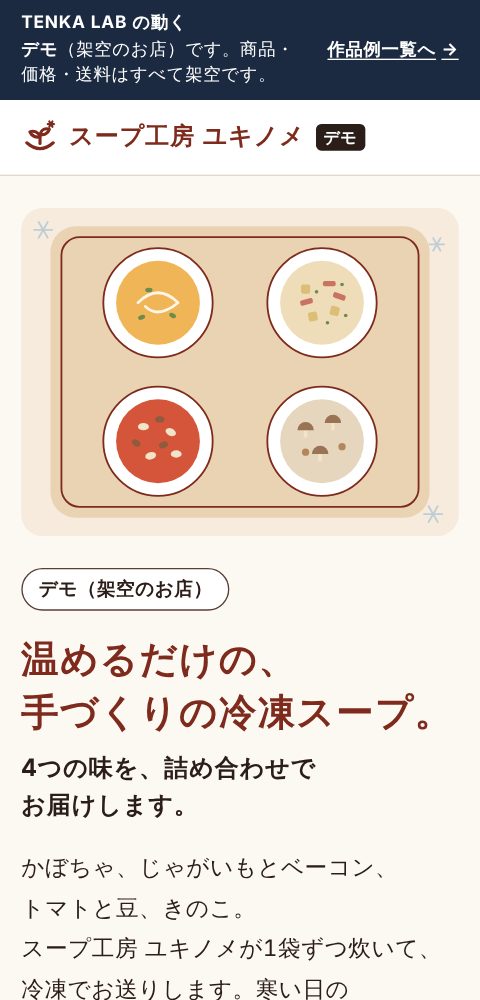 TENKA LAB の動く
デモ（架空のお店）です。商品・
価格・送料はすべて架空です。
作品例一覧へ →
スープ工房 ユキノメ デモ
デモ（架空のお店）
温めるだけの、
手づくりの冷凍スープ。
4つの味を、詰め合わせで
お届けします。
かぼちゃ、じゃがいもとベーコン、
トマトと豆、きのこ。
スープ工房 ユキノメが1袋ずつ炊いて、
冷凍でお送りします。寒い日の